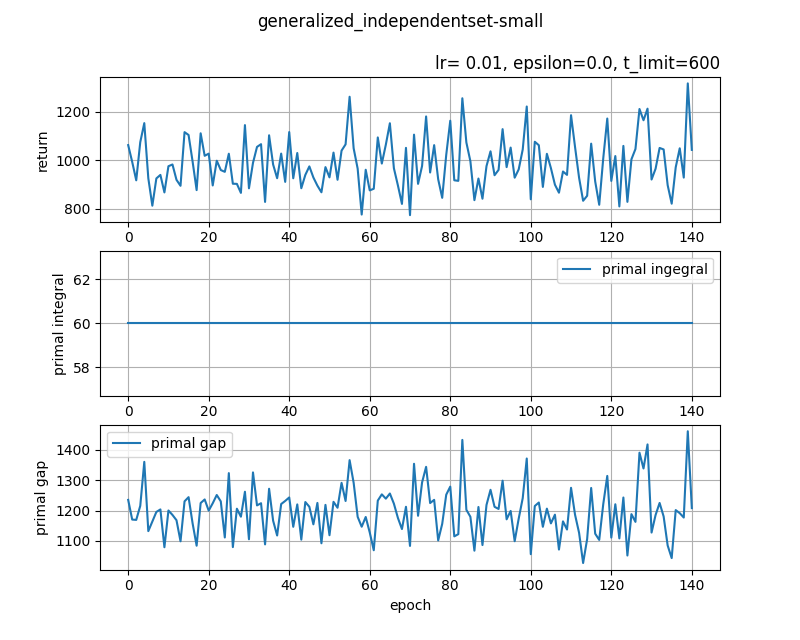 generalized_independentset-small
lr= 0.01, epsilon=0.0, t_limit=600
1200
1000
800
return
0 20 40 60 80 100 120 140
62
60
58
primal integral
primal ingegral
0 20 40 60 80 100 120 140
1400
1300
1200
1100
primal gap
primal gap
0 20 40 60 80 100 120 140
epoch